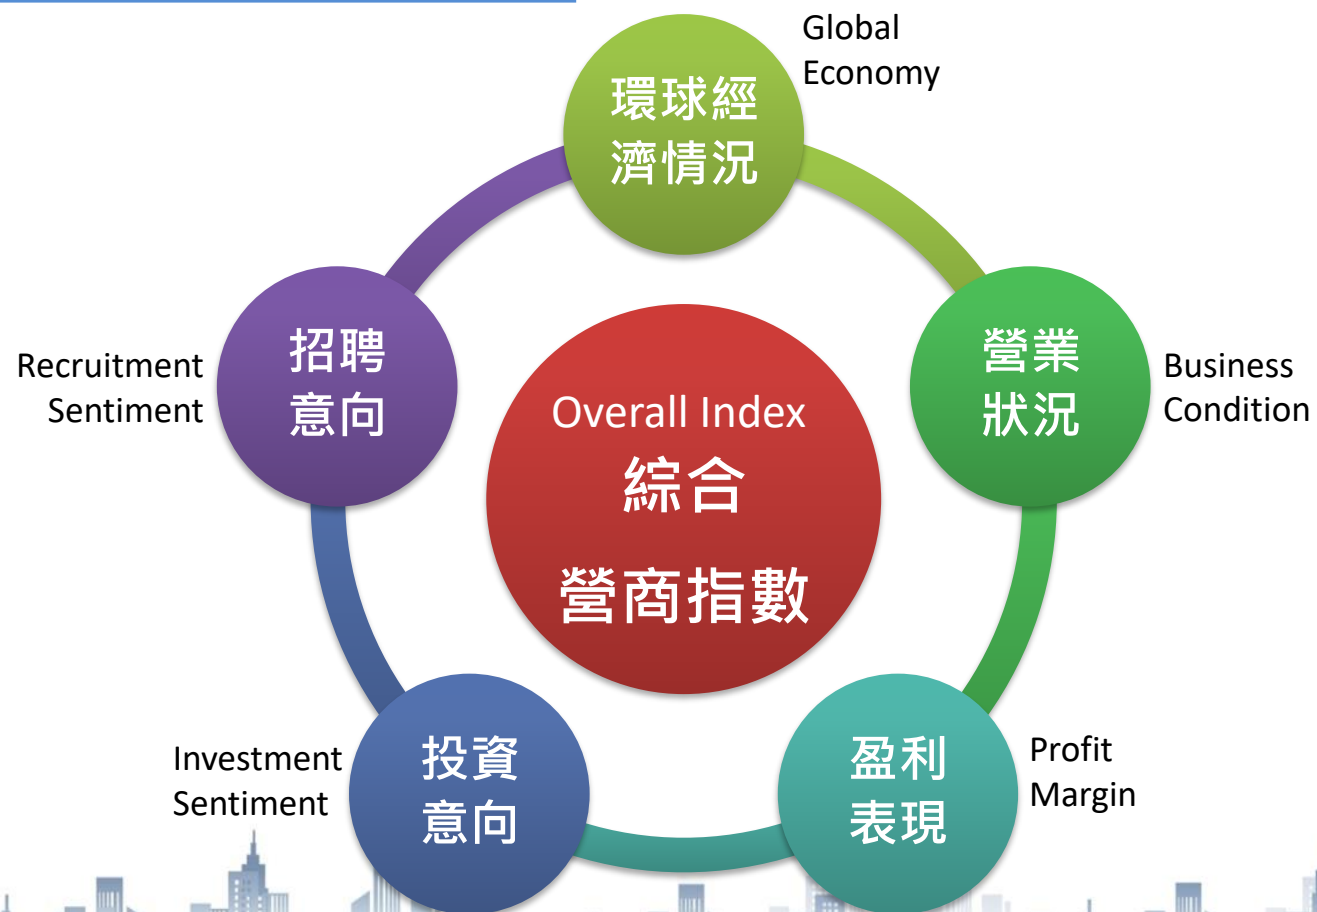 Global
Economy
環球經
濟情況
招聘
意向
Recruitment
Sentiment
營業
狀況
Business
Condition
Overall Index
綜合
營商指數
投資
意向
Investment
Sentiment
盈利
表現
Profit
Margin